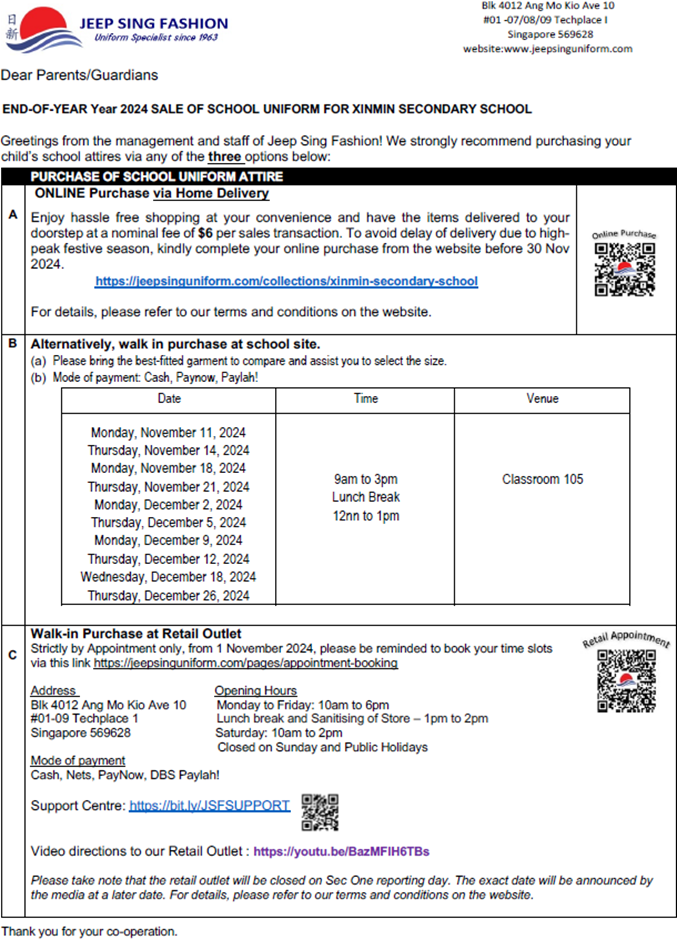 日
新
JEEP SING FASHION
Uniform Specialist since 1963
Blk 4012 Ang Mo Kio Ave 10
#01 -07/08/09 Techplace I
Singapore 569628
website:www.jeepsinguniform.com
Dear Parents/Guardians
END-OF-YEAR Year 2024 SALE OF SCHOOL UNIFORM FOR XINMIN SECONDARY SCHOOL
Greetings from the management and staff of Jeep Sing Fashion! We strongly recommend purchasing your
child's school attires via any of the three options below:
PURCHASE OF SCHOOL UNIFORM ATTIRE
ONLINE Purchase via Home Delivery
A
Enjoy hassle free shopping at your convenience and have the items delivered to your
doorstep at a nominal fee of $6 per sales transaction. To avoid delay of delivery due to high-
peak festive season, kindly complete your online purchase from the website before 30 Nov
2024.
https://jeepsinguniform.com/collections/xinmin-secondary-school
For details, please refer to our terms and conditions on the website.
Online Purchase
B
Alternatively, walk in purchase at school site.
(a) Please bring the best-fitted garment to compare and assist you to select the size.
(b) Mode of payment: Cash, Paynow, Paylah!
Date Time Venue
Monday, November 11, 2024
Thursday, November 14, 2024
Monday, November 18, 2024
Thursday, November 21, 2024
Monday, December 2, 2024
Thursday, December 5, 2024
Monday, December 9, 2024
Thursday, December 12, 2024
Wednesday, December 18, 2024
Thursday, December 26, 2024
9am to 3pm
Lunch Break
12nn to 1pm
Classroom 105
C
Walk-in Purchase at Retail Outlet
Strictly by Appointment only, from 1 November 2024, please be reminded to book your time slots
via this link https://jeepsinguniform.com/pages/appointment-booking
Retail Appointment
Address
Blk 4012 Ang Mo Kio Ave 10
#01-09 Techplace 1
Singapore 569628
Opening Hours
Monday to Friday: 10am to 6pm
Lunch break and Sanitising of Store – 1pm to 2pm
Saturday: 10am to 2pm
Closed on Sunday and Public Holidays
Mode of payment
Cash, Nets, PayNow, DBS Paylah!
Support Centre: https://bit.ly/JSFSUPPORT
Video directions to our Retail Outlet : https://youtu.be/BazMFlH6TBs
Please take note that the retail outlet will be closed on Sec One reporting day. The exact date will be announced by
the media at a later date. For details, please refer to our terms and conditions on the website.
Thank you for your co-operation.